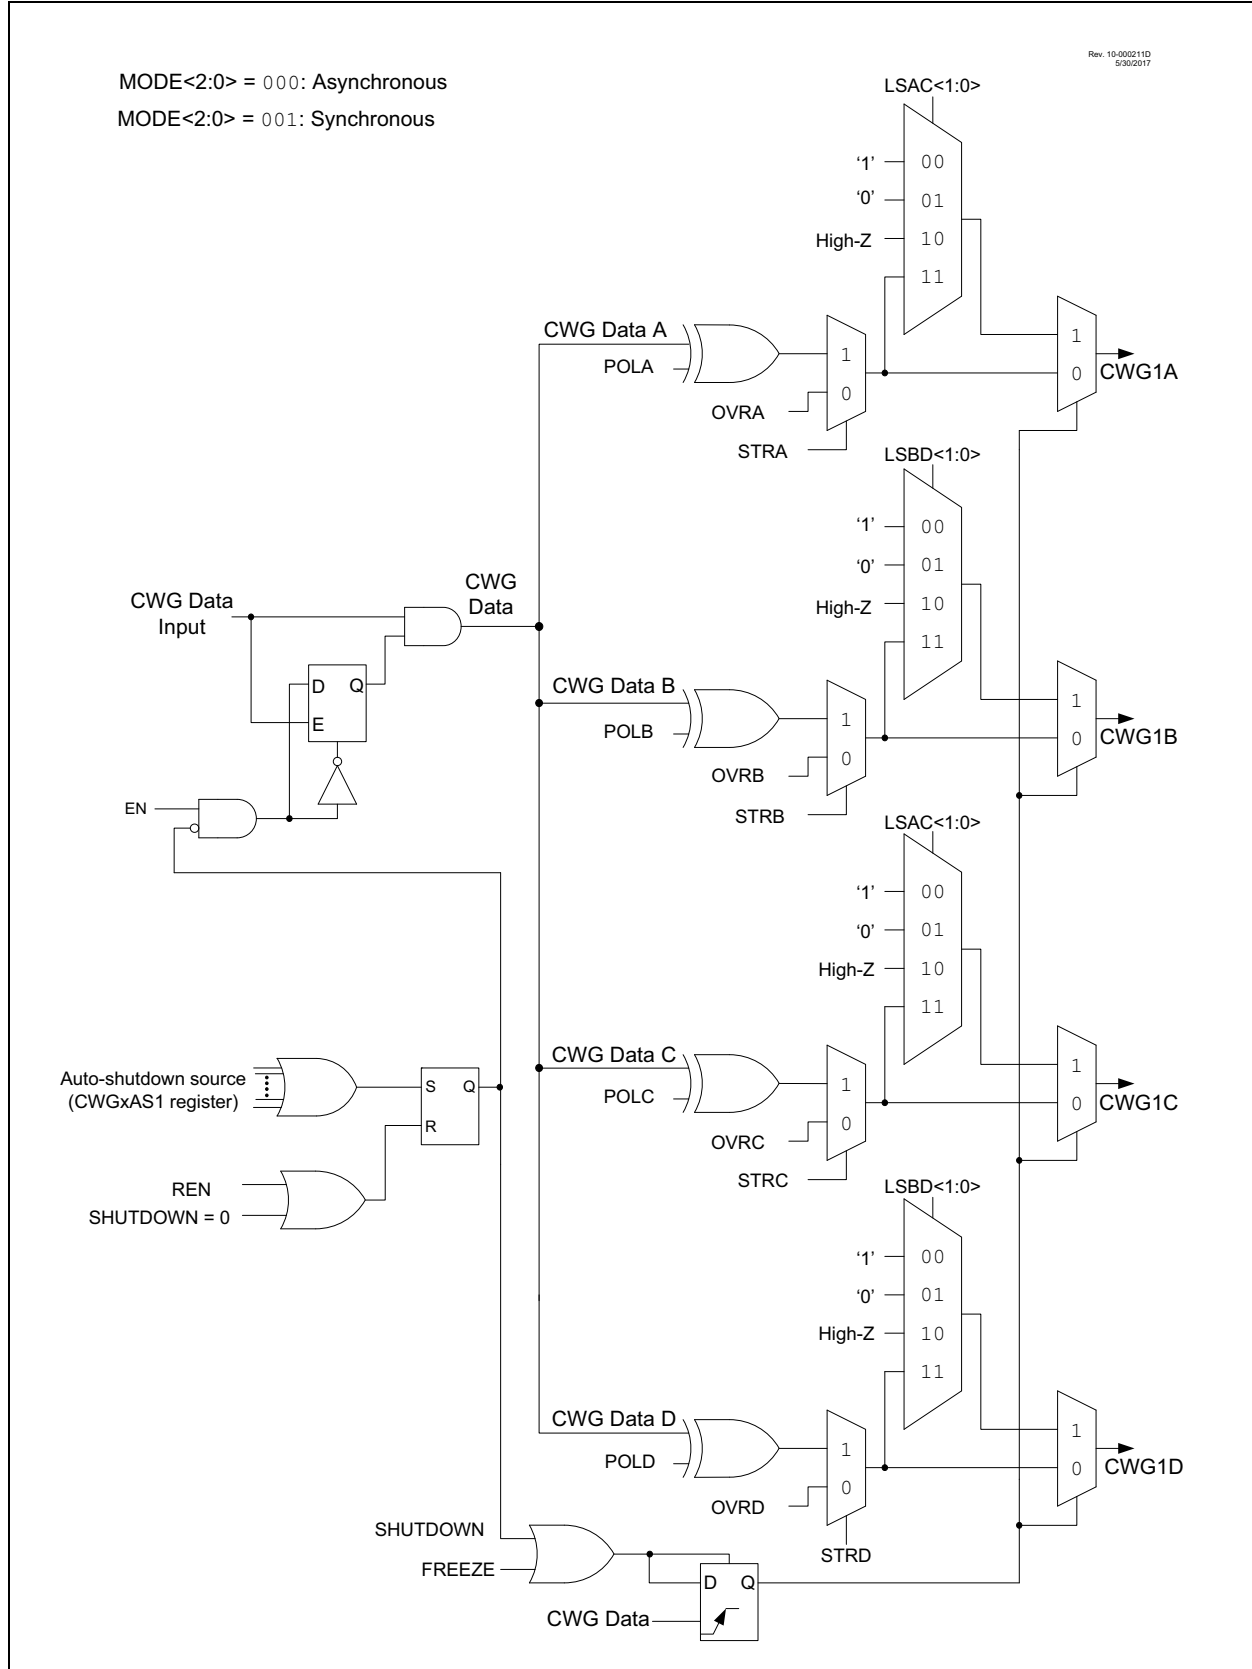 Rev. 10-000211D
5/30/2017
MODE<2:0> = 000: Asynchronous
MODE<2:0> = 001: Synchronous
LSAC<1:0>
‘1’
00
‘0’
01
High-Z
10
11
CWG Data A
POLA
1
0
OVRA
STRA
1
0
CWG1A
LSBD<1:0>
‘1’
00
‘0’
01
High-Z
10
11
CWG Data
Input
CWG
Data
D
Q
E
EN
CWG Data B
POLB
1
0
OVRB
STRB
1
0
CWG1B
LSAC<1:0>
‘1’
00
‘0’
01
High-Z
10
11
CWG Data C
POLC
1
0
OVRC
STRC
1
0
CWG1C
Auto-shutdown source
(CWGxAS1 register)
S
Q
R
REN
SHUTDOWN = 0
LSBD<1:0>
‘1’
00
‘0’
01
High-Z
10
11
CWG Data D
POLD
1
0
OVRD
STRD
1
0
CWG1D
SHUTDOWN
FREEZE
D
Q
CWG Data